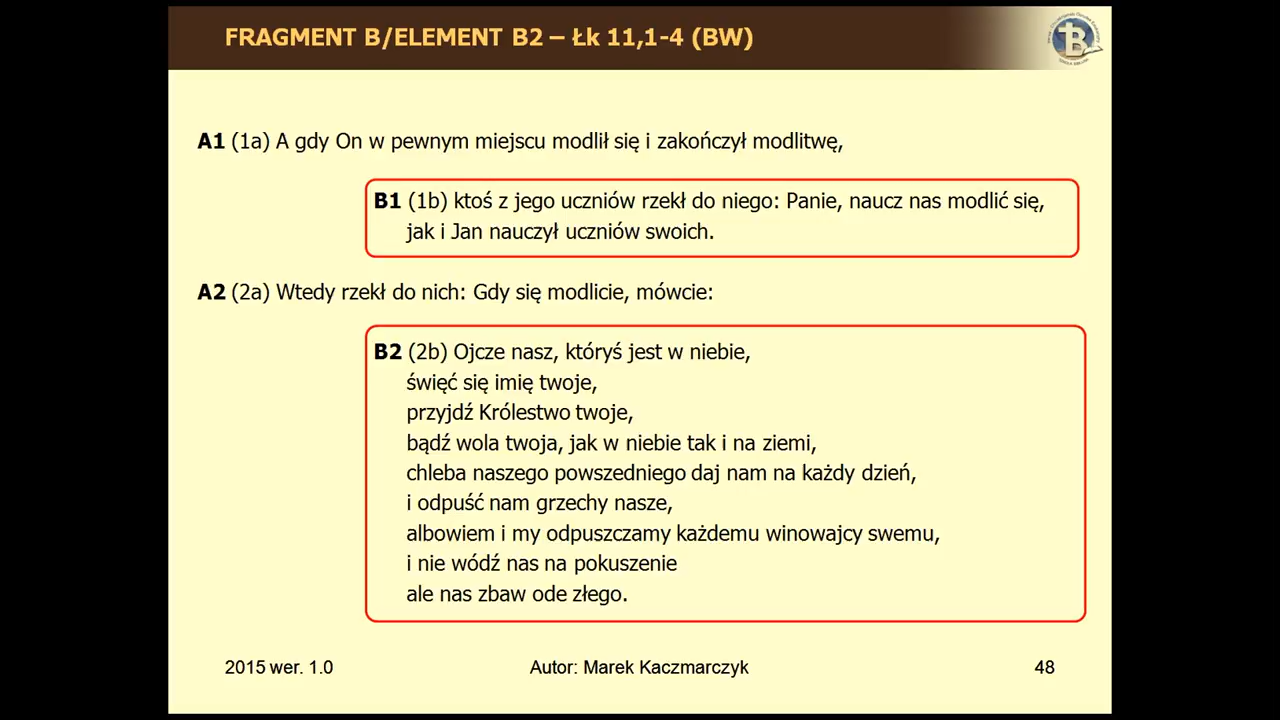 FRAGMENT B/ELEMENT B2 – Łk 11,1-4 (BW)
A1 (1a) A gdy On w pewnym miejscu modlił się i zakończył modlitwę,
B1 (1b) ktoś z jego uczniów rzekł do niego: Panie, naucz nas modlić się,
jak i Jan nauczył uczniów swoich.
A2 (2a) Wtedy rzekł do nich: Gdy się modlicie, mówcie:
B2 (2b) Ojcze nasz, któryś jest w niebie,
święć się imię twoje,
przyjdź Królestwo twoje,
bądź wola twoja, jak w niebie tak i na ziemi,
chleba naszego powszedniego daj nam na każdy dzień,
i odpuść nam grzechy nasze,
albowiem i my odpuszczamy każdemu winowajcy swemu,
i nie wódź nas na pokuszenie
ale nas zbaw ode złego.
2015 wer. 1.0 Autor: Marek Kaczmarczyk 48